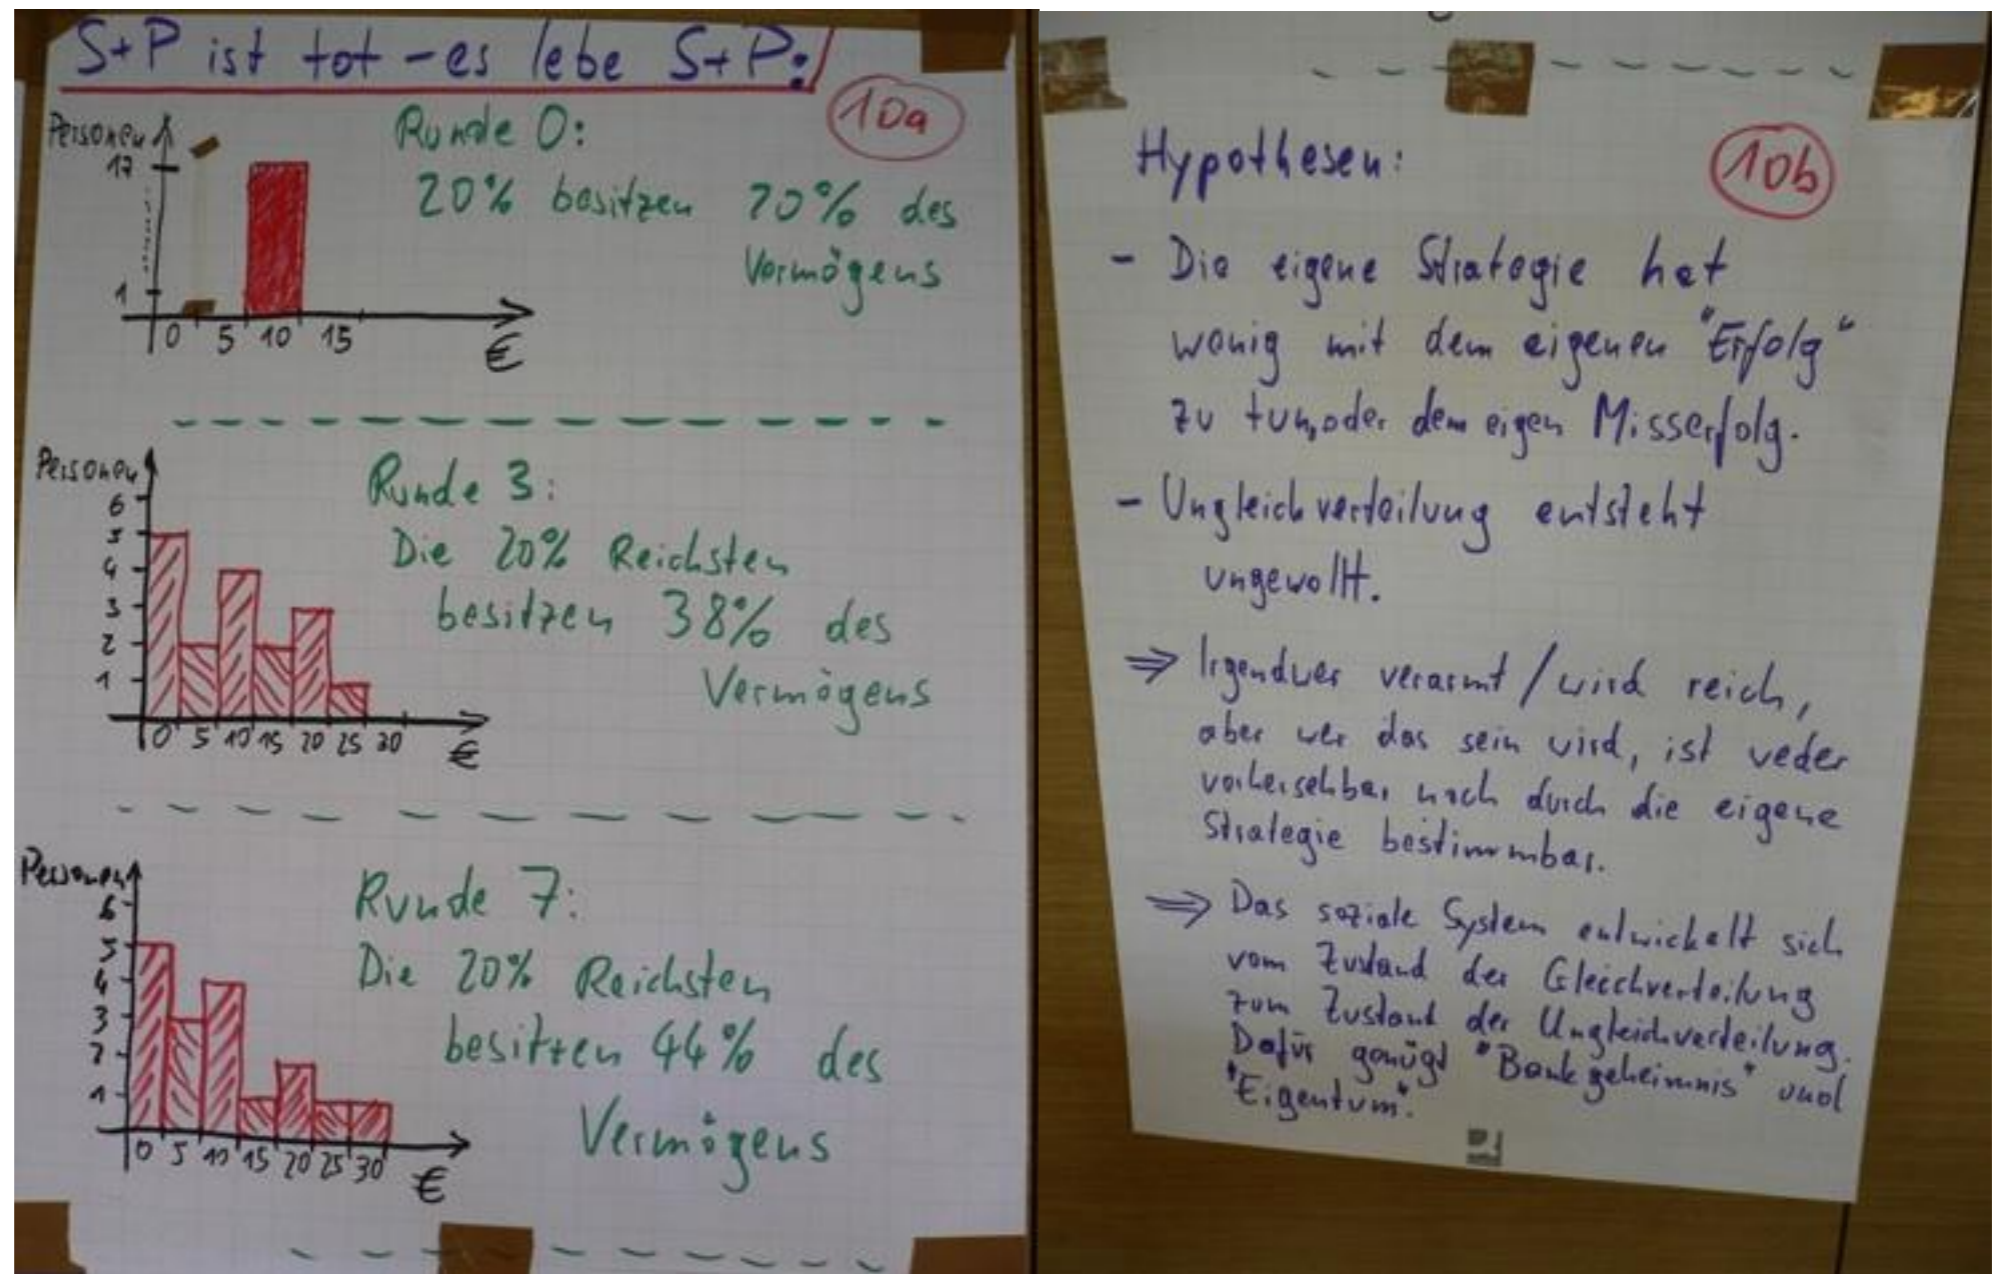 S+P ist tot - es lebe S+P!
10a
Personen
17
1
0 5 10 15
€
Runde 0:
20% besitzen 20% des
Vermögens
Personen
6
5
4
3
2
1
0 5 10 15 20 25 30
€
Runde 3:
Die 20% Reichsten
besitzen 38% des
Vermögens
Personen
6
5
4
3
2
1
0 5 10 15 20 25 30
€
Runde 7:
Die 20% Reichsten
besitzen 44% des
Vermögens
10b
Hypothesen:
- Die eigene Strategie hat
wenig mit dem eigenen "Erfolg"
zu tun, oder dem eigen Misserfolg.
- Ungleichverteilung entsteht
ungewollt.
⇒ Irgendwer verarmt / wird reich,
aber wer das sein wird, ist weder
vorhersehbar noch durch die eigene
Strategie bestimmbar.
⇒ Das soziale System entwickelt sich
vom Zustand der Gleichverteilung
zum Zustand der Ungleichverteilung.
Dafür genügt "Bankgeheimnis" und
"Eigentum".